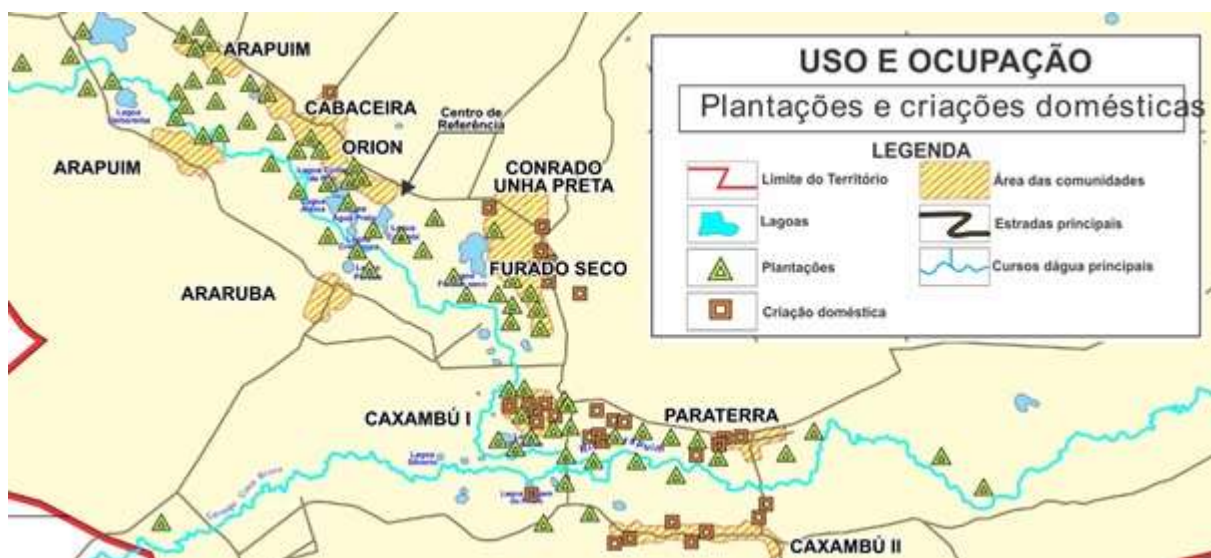 ARAPUIM
CABACEIRA
Centro de
Referência
ORION
ARAPUIM
CONRADO
UNHA PRETA
FURADO SECO
ARARUBA
CAXAMBÚ I
PARATERRA
CAXAMBÚ II
Lagoa
USO E OCUPAÇÃO
Plantações e criações domésticas
LEGENDA
Limite do Território
Área das comunidades
Lagoas
Estradas principais
Plantações
Cursos dágua principais
Criação doméstica